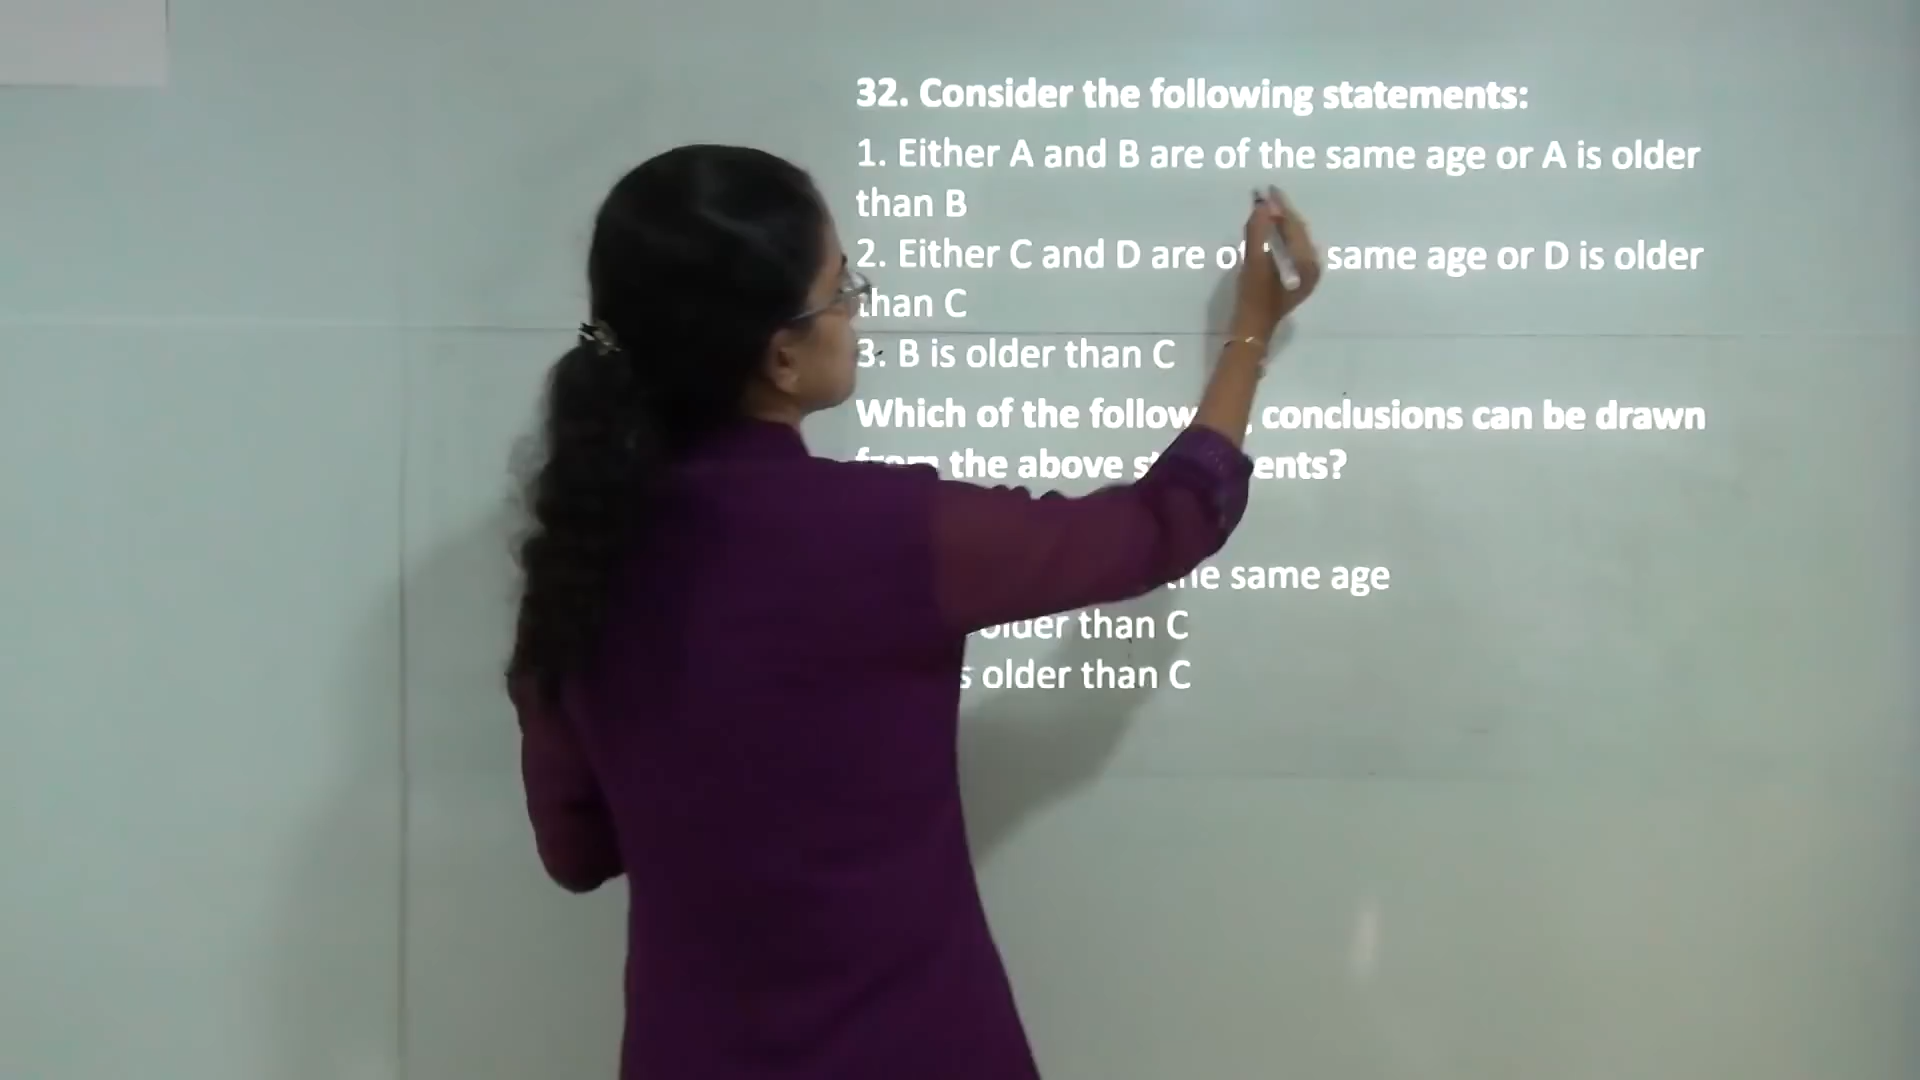 32. Consider the following statements:
1. Either A and B are of the same age or A is older
than B
2. Either C and D are of same age or D is older
than C
3. B is older than C
Which of the conclusions can be drawn
the above
same age
older than C
older than C